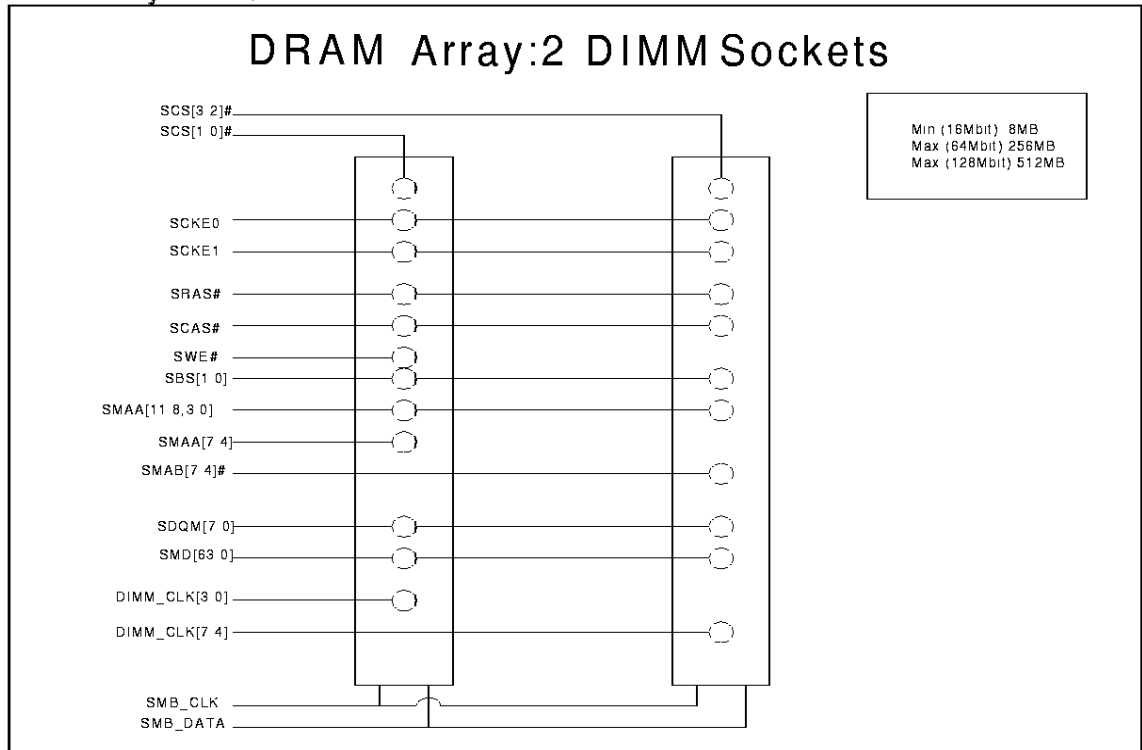 DRAM Array:2 DIMM Sockets
SCS[3 2]#
SCS[1 0]#
Min (16Mbit) 8MB
Max (64Mbit) 256MB
Max (128Mbit) 512MB
SCKE0
SCKE1
SRAS#
SCAS#
SWE#
SBS[1 0]
SMAA[11 8,3 0]
SMAA[7 4]
SMAB[7 4]#
SDQM[7 0]
SMD[63 0]
DIMM_CLK[3 0]
DIMM_CLK[7 4]
SMB_CLK
SMB_DATA